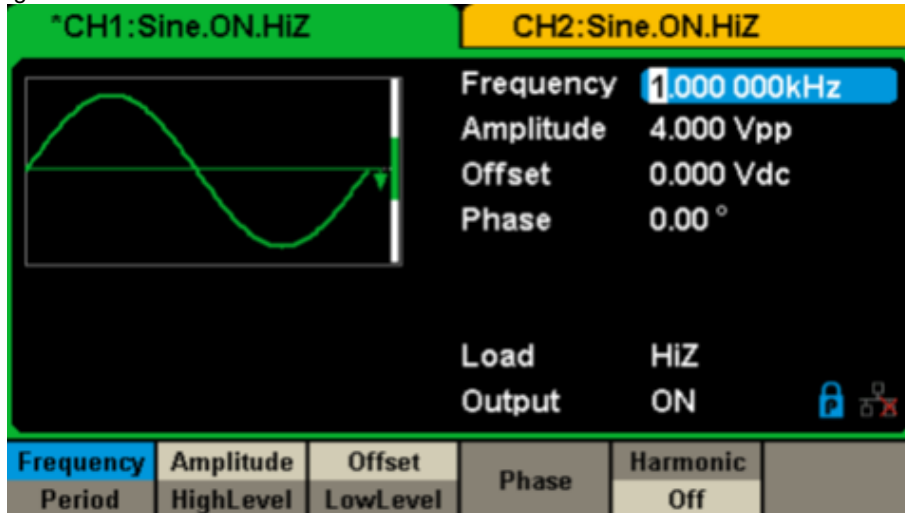 *CH1:Sine.ON.HiZ CH2:Sine.ON.HiZ
Frequency 1.000 000kHz
Amplitude 4.000 Vpp
Offset 0.000 Vdc
Phase 0.00 °
Load HiZ
Output ON P
Frequency Amplitude Offset Phase Harmonic
Period HighLevel LowLevel Off